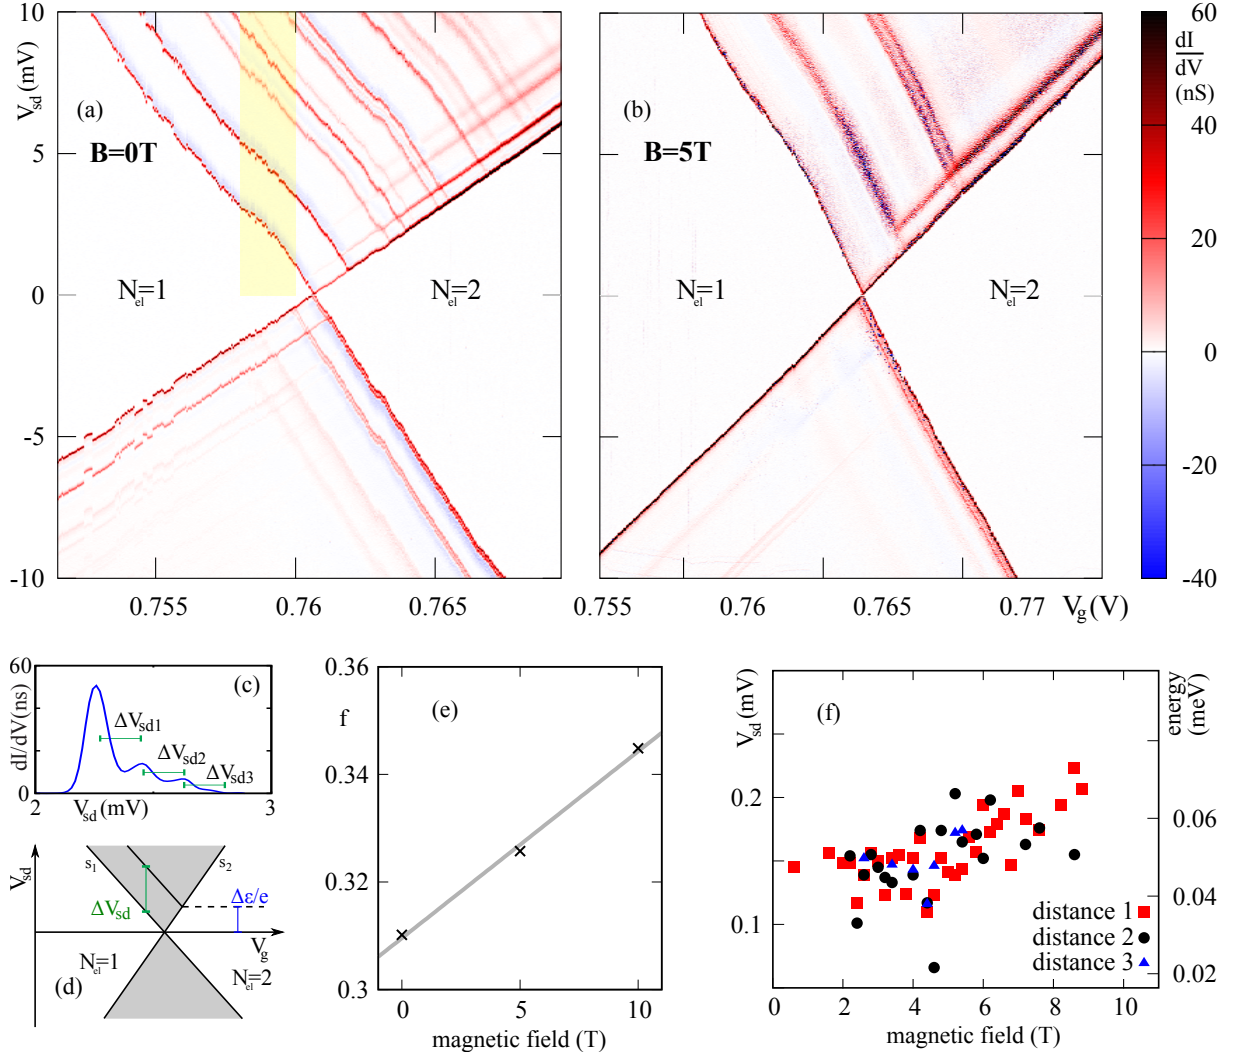 10
5
0
-5
-10
V_sd (mV)
(a)
B=0T
N_el=1
N_el=2
0.755
0.76
0.765
(b)
B=5T
N_el=1
N_el=2
0.755
0.76
0.765
0.77
V_g (V)
60
40
20
0
-20
-40
dI
dV
(nS)
60
0
dI/dV(ns)
(c)
ΔV_sd1
ΔV_sd2
ΔV_sd3
2
V_sd (mV)
3
V_sd
s_1
s_2
ΔV_sd
Δε/e
V_g
N_el=1
N_el=2
(d)
0.36
f
(e)
0.34
0.32
0.3
0
5
10
magnetic field (T)
V_sd (mV)
(f)
energy
(meV)
0.2
0.1
0.06
0.04
0.02
distance 1
distance 2
distance 3
0
2
4
6
8
10
magnetic field (T)